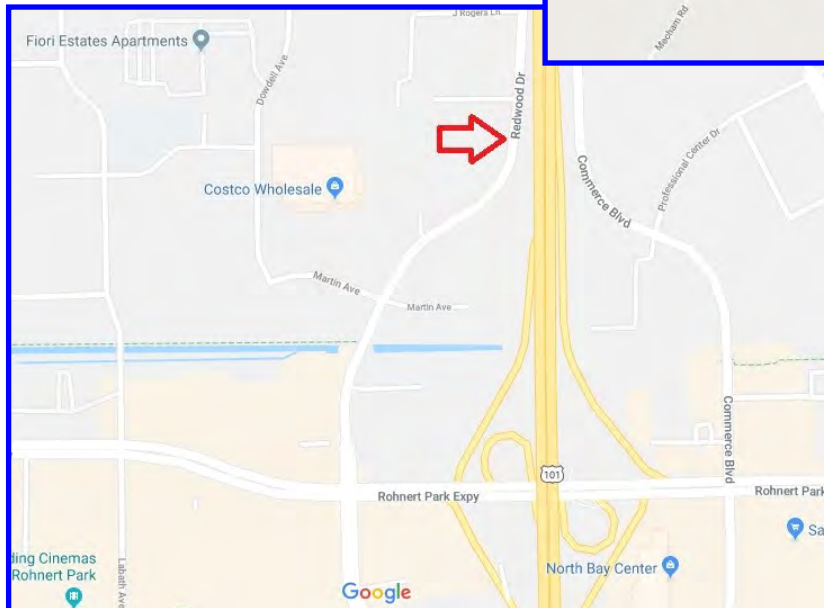 J Rogers Ln
Mecham Rd
Fiori Estates Apartments
Dowdell Ave
Redwood Dr
Professional Center Dr
Costco Wholesale
Commerce Blvd
Martin Ave
Martin Ave
Commerce Blvd
101
Rohnert Park Expy
Rohnert Park
Sa
ding Cinemas
Rohnert Park
Labath Ave
North Bay Center
Google